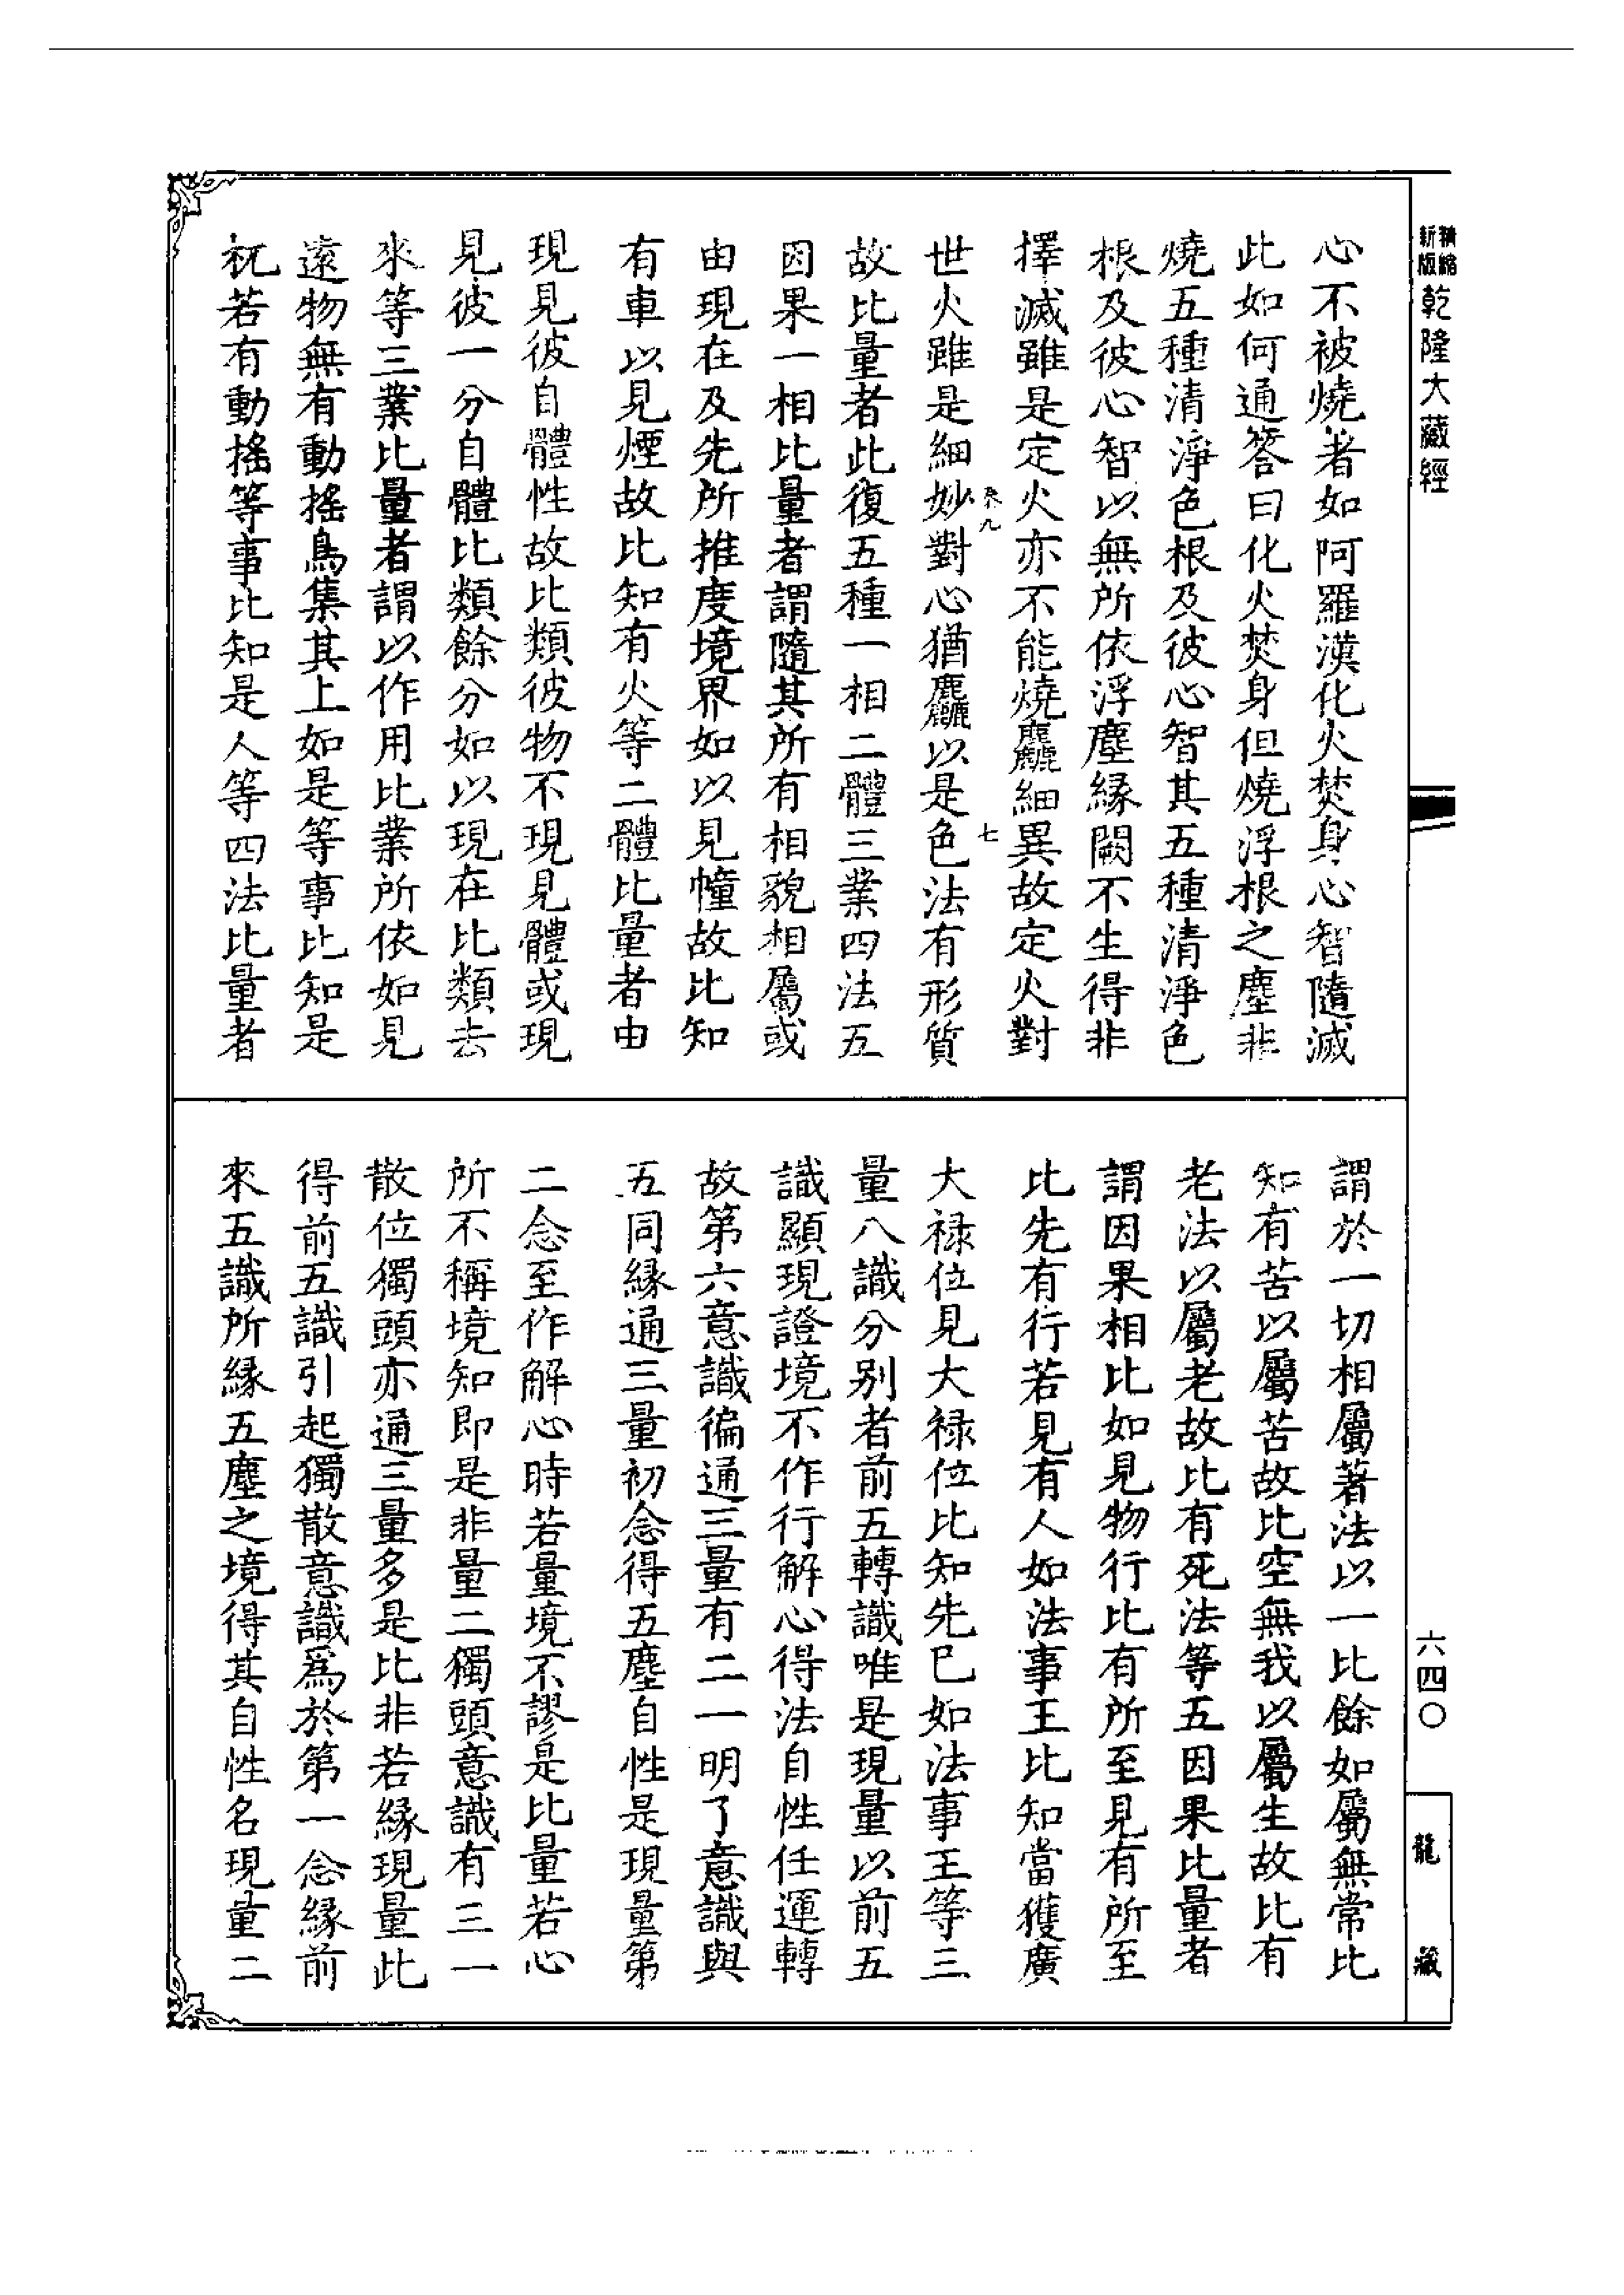 精縮
新版
乾隆大藏經
心不被燒者如阿羅漢化火焚身心智隨滅
此如何通答曰化火焚身但燒浮根之塵非
燒五種清淨色根及彼心智其五種清淨色
根及彼心智以無所依浮塵緣闕不生得非
擇滅雖是定火亦不能燒麤細異故定火對
癸九
七
世火雖是細妙對心猶麤以是色法有形質
故比量者此復五種一相二體三業四法五
因果一相比量者謂隨其所有相貌相屬或
由現在及先所推度境界如以見幢故比知
有車以見煙故比知有火等二體比量者由
現見彼自體性故比類彼物不現見體或現
見彼一分自體比類餘分如以現在比類去
來等三業比量者謂以作用比業所依如見
遠物無有動搖鳥集其上如是等事比知是
杌若有動搖等事比知是人等四法比量者
謂於一切相屬著法以一比餘如屬無常比
知有苦以屬苦故比空無我以屬生故比有
老法以屬老故比有死法等五因果比量者
謂因果相比如見物行比有所至見有所至
比先有行若見有人如法事王比知當獲廣
大祿位見大祿位比知先已如法事王等三
量八識分別者前五轉識唯是現量以前五
識顯現證境不作行解心得法自性任運轉
故第六意識徧通三量有二一明了意識與
五同緣通三量初念得五塵自性是現量第
二念至作解心時若量境不謬是比量若心
所不稱境知即是非量二獨頭意識有三一
散位獨頭亦通三量多是比非若緣現量此
得前五識引起獨散意識爲於第一念緣前
來五識所緣五塵之境得其自性名現量二
六四〇
龍藏